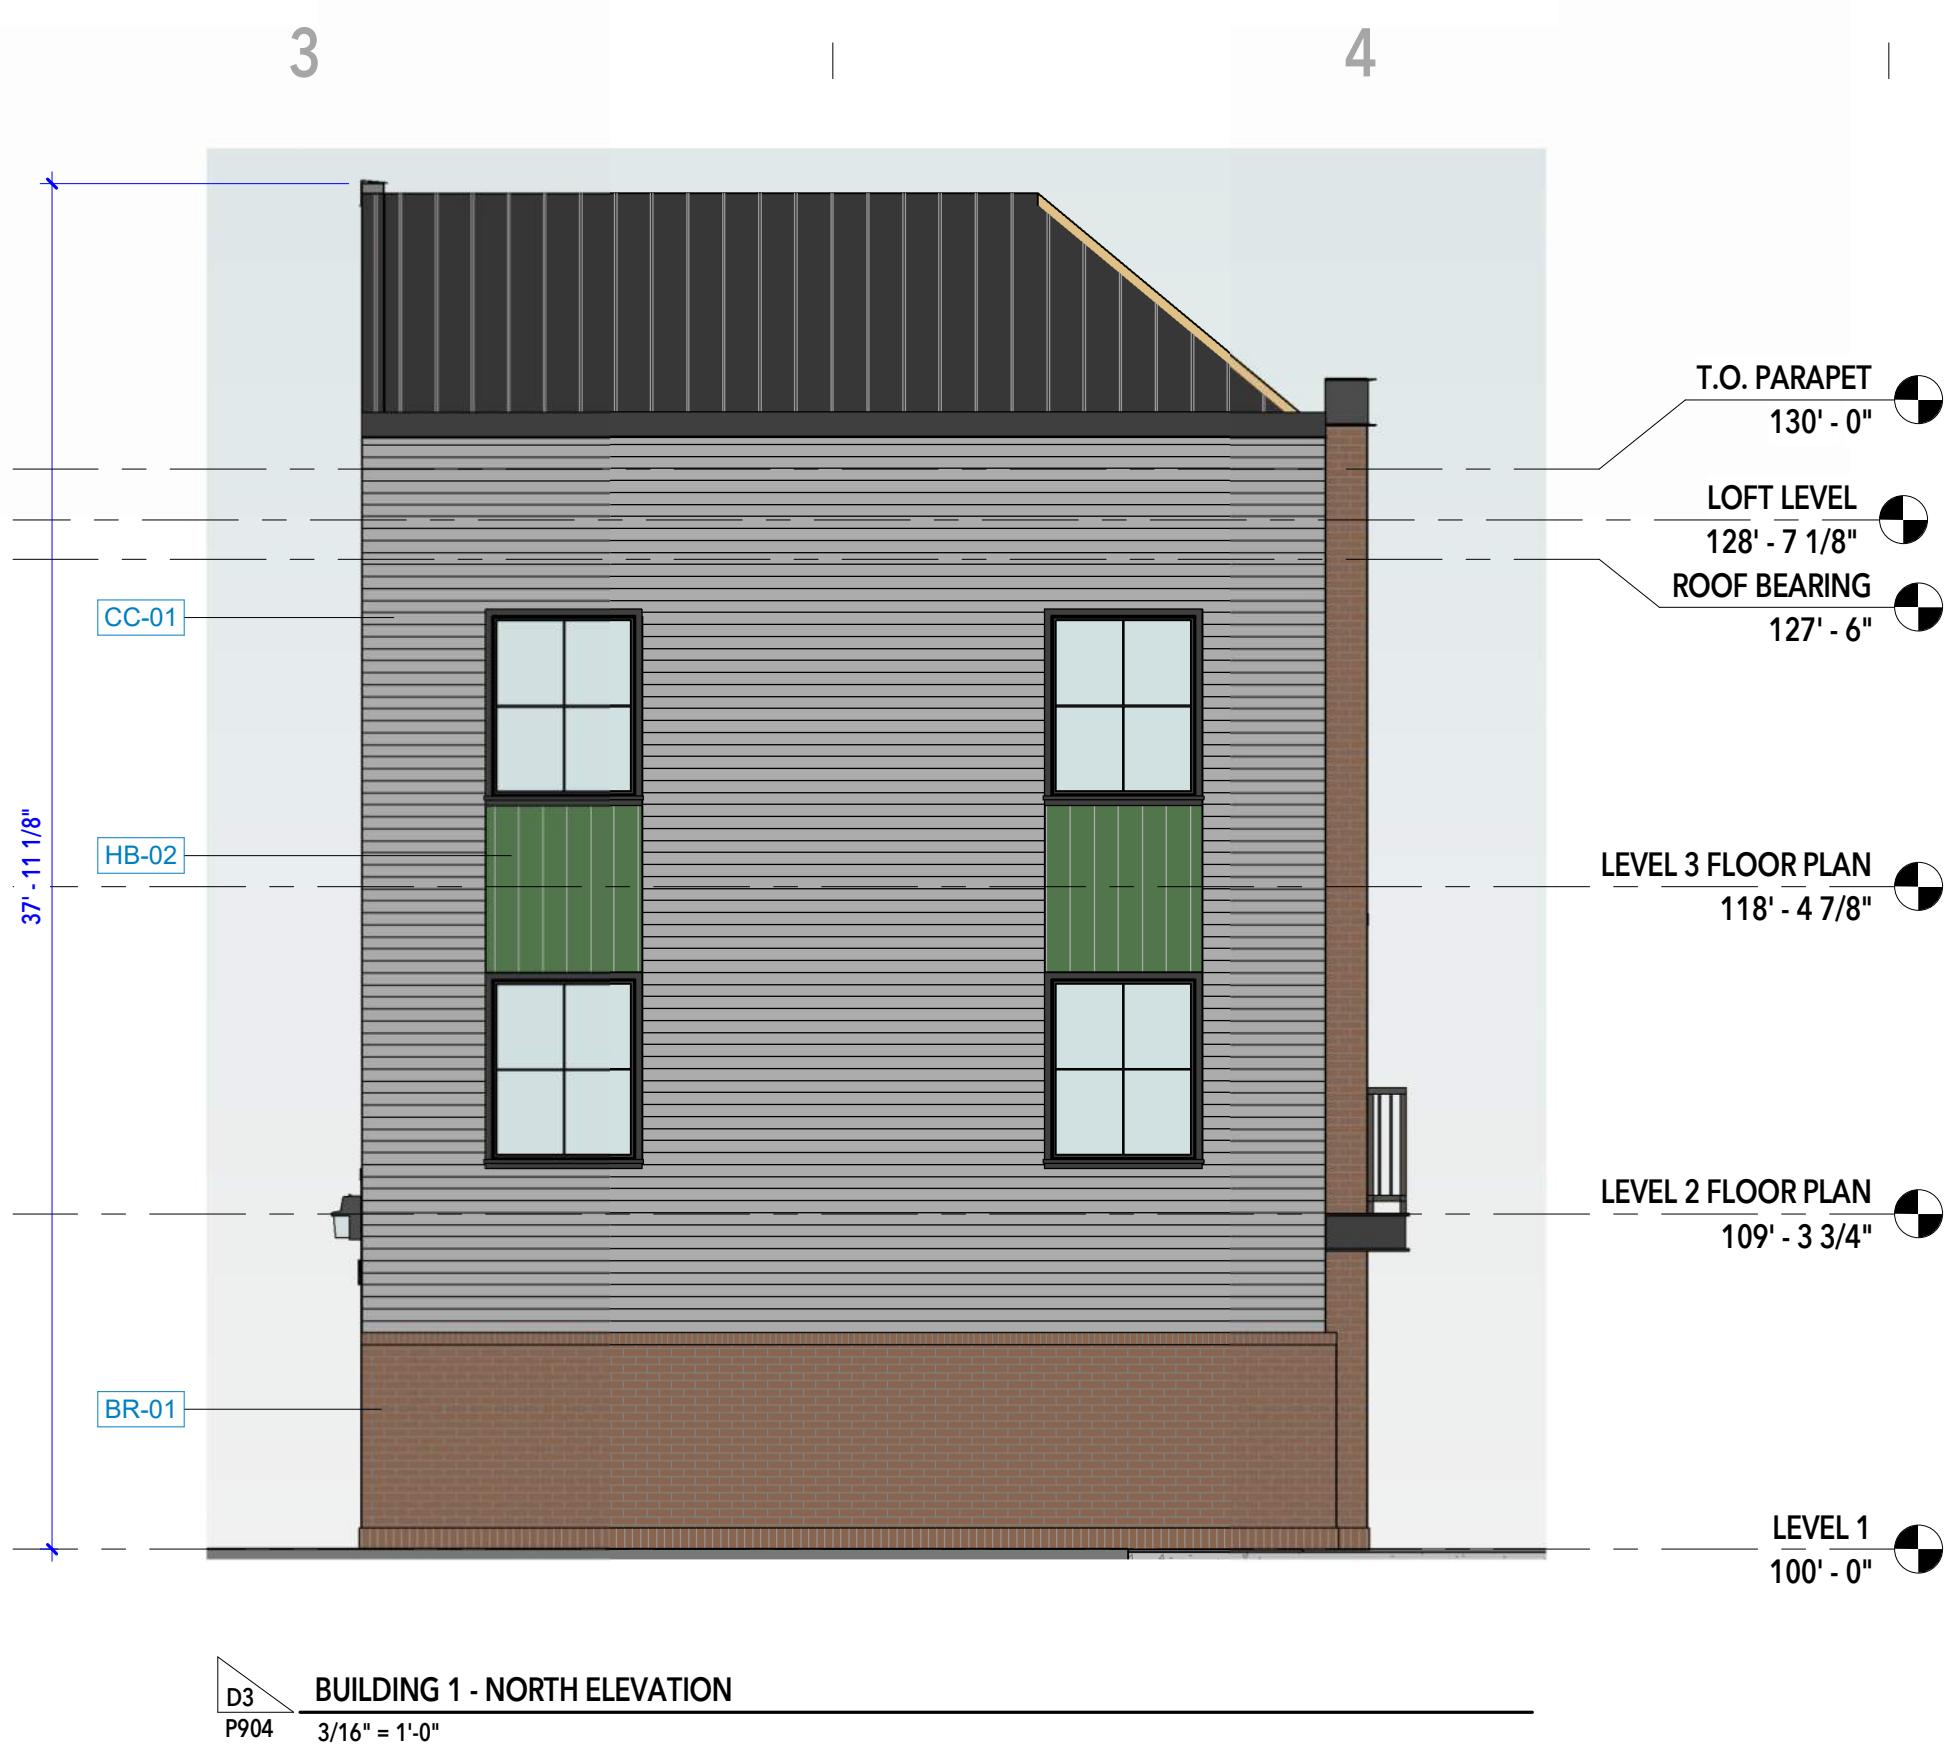 3
4
T.O. PARAPET
130' - 0"
LOFT LEVEL
128' - 7 1/8"
ROOF BEARING
127' - 6"
CC-01
37' - 11 1/8"
HB-02
LEVEL 3 FLOOR PLAN
118' - 4 7/8"
LEVEL 2 FLOOR PLAN
109' - 3 3/4"
BR-01
LEVEL 1
100' - 0"
D3
BUILDING 1 - NORTH ELEVATION
P904
3/16" = 1'-0"